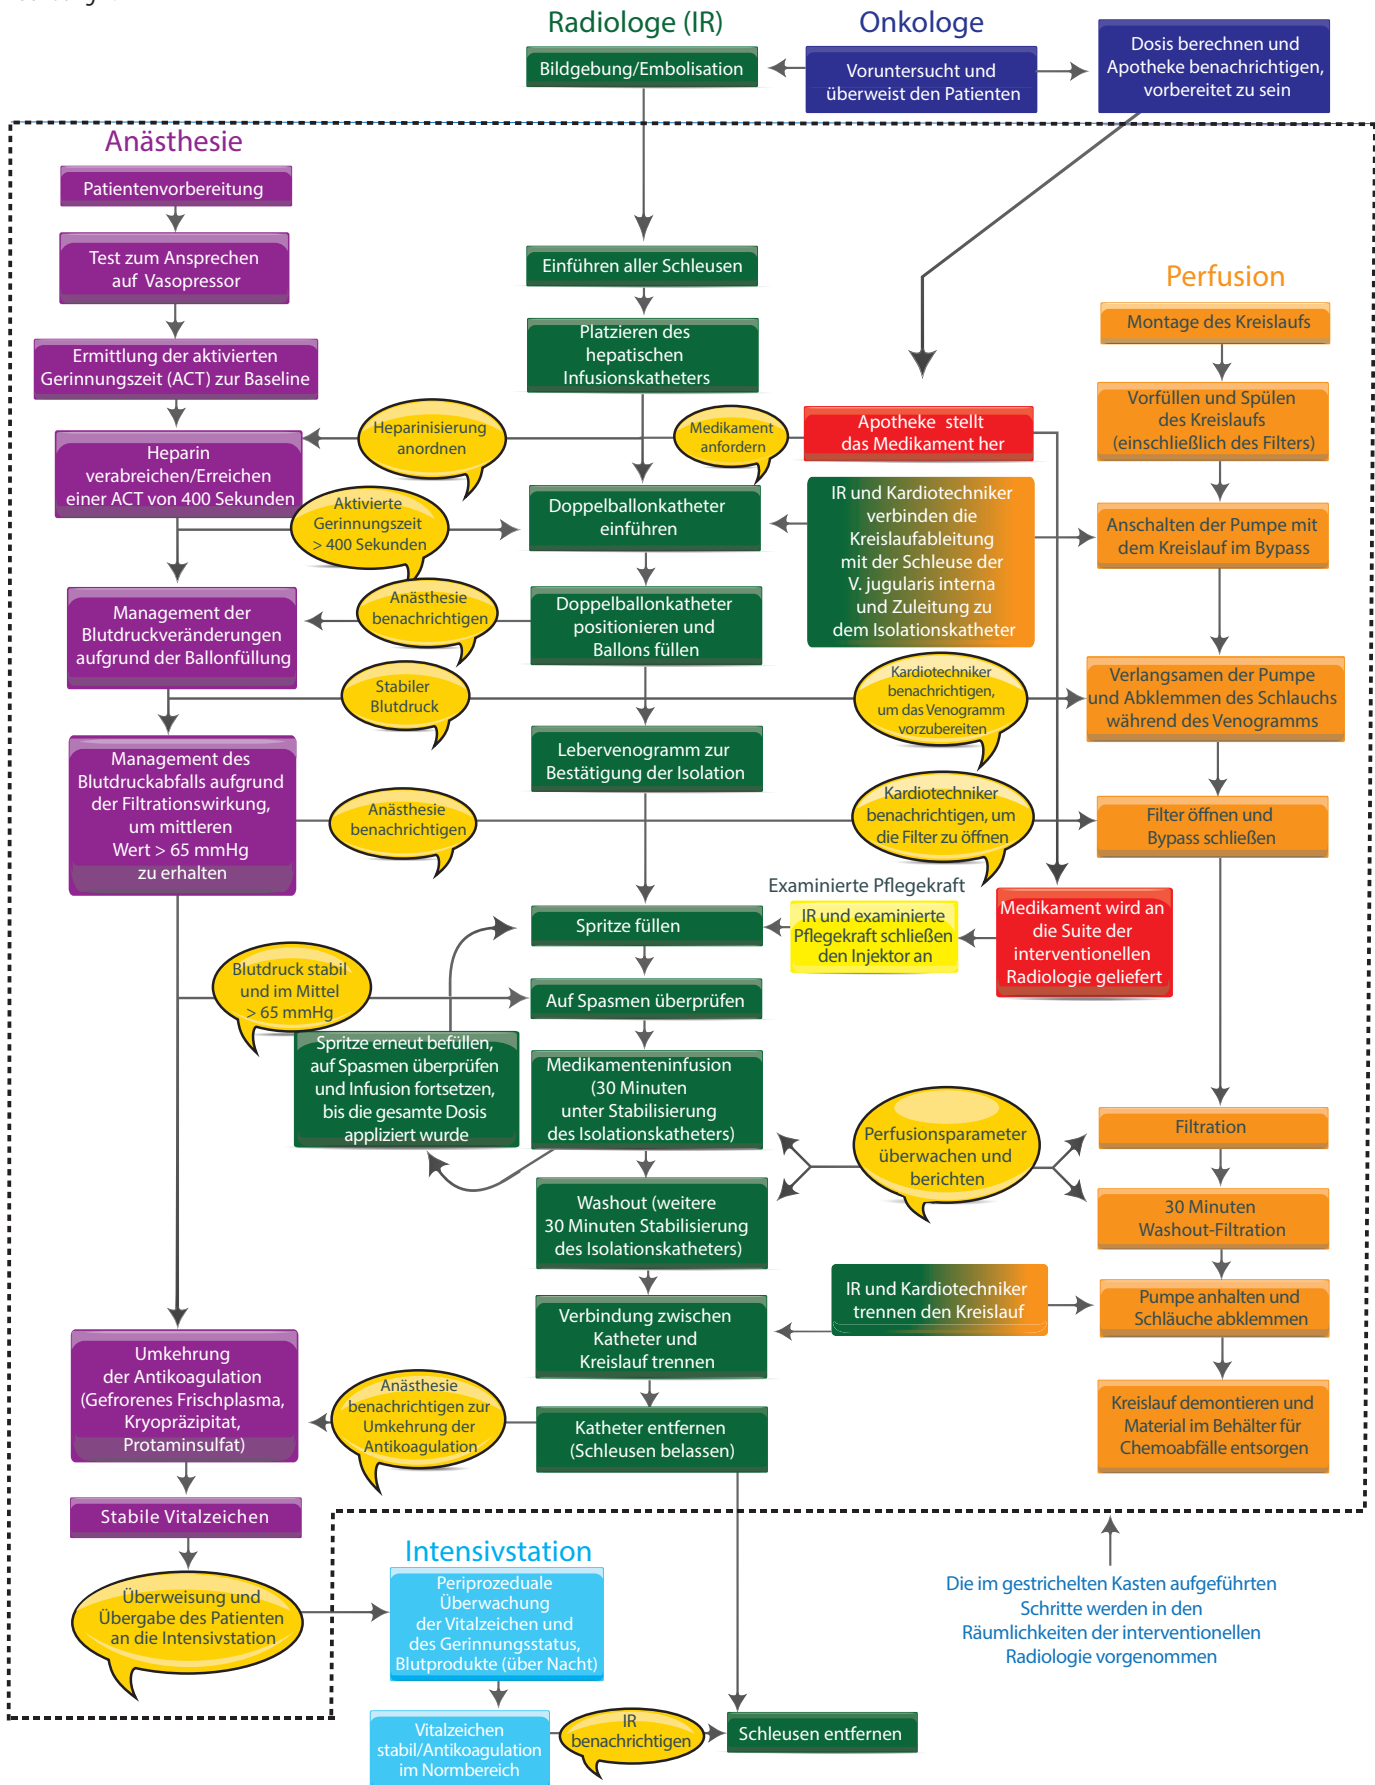 Radiologe (IR)
Onkologe
Bildgebung/Embolisation
Voruntersucht und
überweist den Patienten
Dosis berechnen und
Apotheke benachrichtigen,
vorbereitet zu sein
Anästhesie
Patientenvorbereitung
Test zum Ansprechen
auf Vasopressor
Ermittlung der aktivierten
Gerinnungszeit (ACT) zur Baseline
Heparin
verabreichen/Erreichen
einer ACT von 400 Sekunden
Einführen aller Schleusen
Platzieren des
hepatischen
Infusionskatheters
Perfusion
Montage des Kreislaufs
Vorfüllen und Spülen
des Kreislaufs
(einschließlich des Filters)
Heparinisierung
anordnen
Medikament
anfordern
Apotheke stellt
das Medikament her
Aktivierte
Gerinnungszeit
> 400 Sekunden
Doppelballonkatheter
einführen
IR und Kardiotechniker
verbinden die
Kreislaufableitung
mit der Schleuse der
V. jugularis interna
und Zuleitung zu
dem Isolationskatheter
Anschalten der Pumpe mit
dem Kreislauf im Bypass
Management der
Blutdruckveränderungen
aufgrund der Ballonfüllung
Anästhesie
benachrichtigen
Doppelballonkatheter
positionieren und
Ballons füllen
Stabiler
Blutdruck
Kardiotechniker
benachrichtigen,
um das Venogramm
vorzubereiten
Verlangsamen der Pumpe
und Abklemmen des Schlauchs
während des Venogramms
Management des
Blutdruckabfalls aufgrund
der Filtrationswirkung,
um mittleren
Wert > 65 mmHg
zu erhalten
Lebervenogramm zur
Bestätigung der Isolation
Anästhesie
benachrichtigen
Kardiotechniker
benachrichtigen, um
die Filter zu öffnen
Filter öffnen und
Bypass schließen
Examinierte Pflegekraft
Spritze füllen
IR und examinierte
Pflegekraft schließen
den Injektor an
Medikament wird an
die Suite der
interventionellen
Radiologie geliefert
Blutdruck stabil
und im Mittel
> 65 mmHg
Auf Spasmen überprüfen
Spritze erneut befüllen,
auf Spasmen überprüfen
und Infusion fortsetzen,
bis die gesamte Dosis
appliziert wurde
Medikamenteninfusion
(30 Minuten
unter Stabilisierung
des Isolationskatheters)
Perfusionsparameter
überwachen und
berichten
Filtration
Washout (weitere
30 Minuten Stabilisierung
des Isolationskatheters)
30 Minuten
Washout-Filtration
IR und Kardiotechniker
trennen den Kreislauf
Pumpe anhalten und
Schläuche abklemmen
Verbindung zwischen
Katheter und
Kreislauf trennen
Umkehrung
der Antikoagulation
(Gefrorenes Frischplasma,
Kryopräzipitat,
Protaminsulfat)
Anästhesie
benachrichtigen zur
Umkehrung der
Antikoagulation
Katheter entfernen
(Schleusen belassen)
Kreislauf demontieren und
Material im Behälter für
Chemoabfälle entsorgen
Stabile Vitalzeichen
Überweisung und
Übergabe des Patienten
an die Intensivstation
Intensivstation
Periprozeduale
Überwachung
der Vitalzeichen und
des Gerinnungsstatus,
Blutprodukte (über Nacht)
Vitalzeichen
stabil/Antikoagulation
im Normbereich
IR
benachrichtigen
Schleusen entfernen
Die im gestrichelten Kasten aufgeführten
Schritte werden in den
Räumlichkeiten der interventionellen
Radiologie vorgenommen